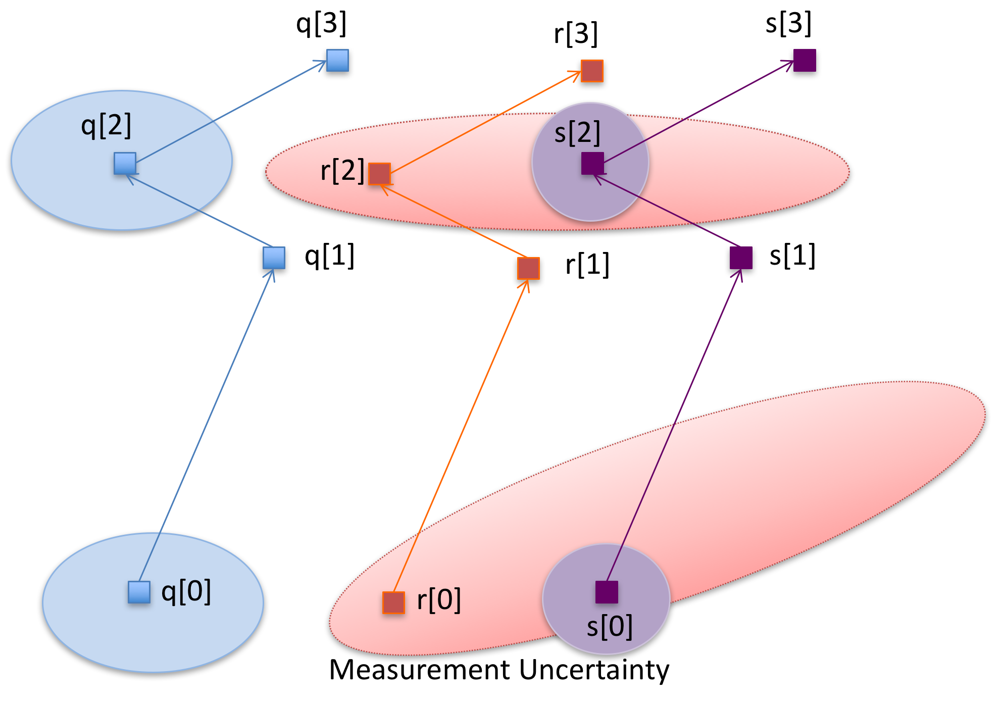 q[3]
r[3]
s[3]
q[2]
s[2]
r[2]
q[1]
r[1]
s[1]
q[0]
r[0]
s[0]
Measurement Uncertainty